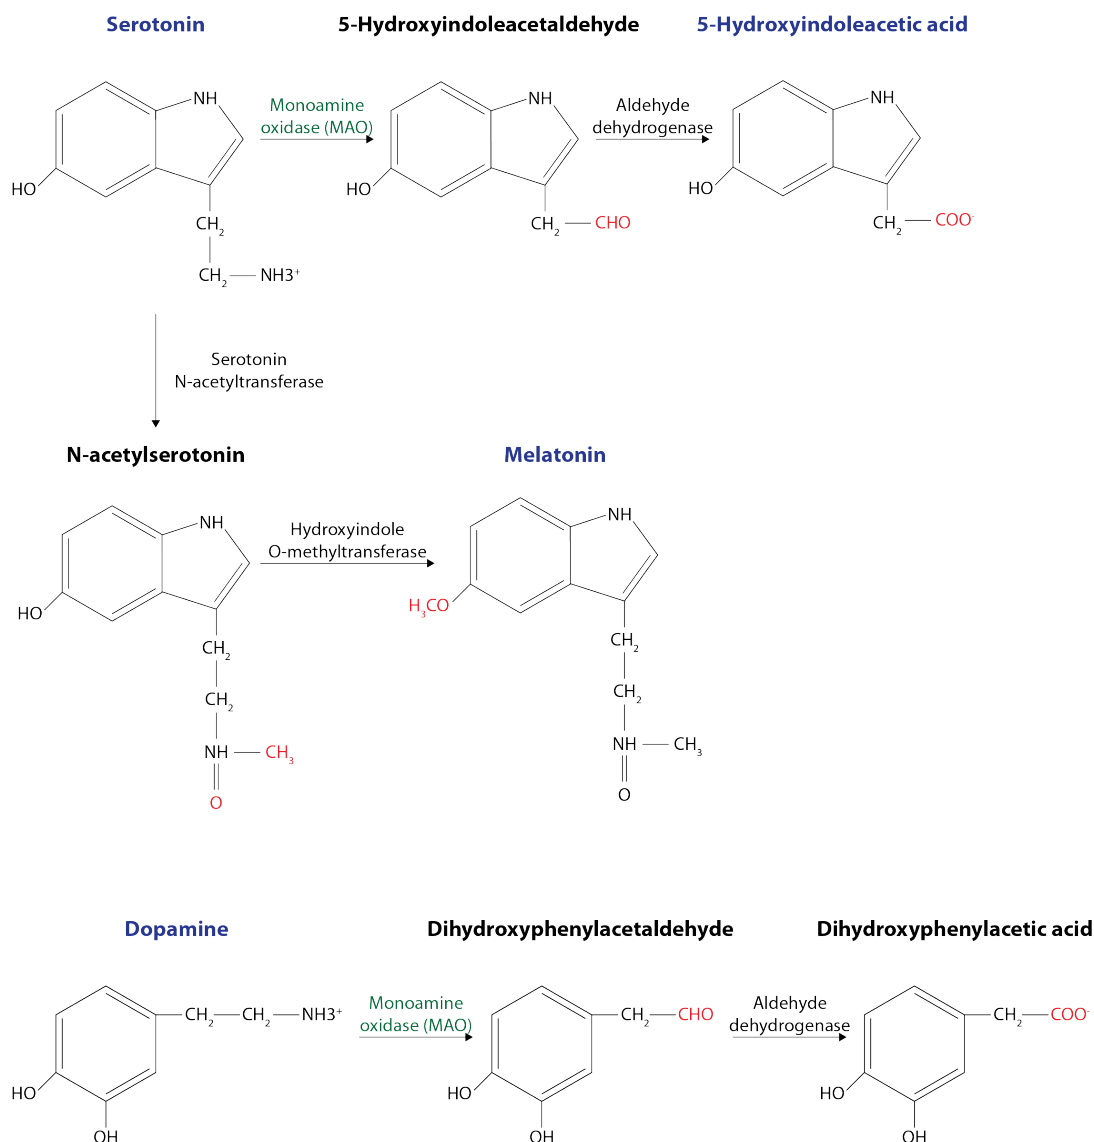 Serotonin
5-Hydroxyindoleacetaldehyde
5-Hydroxyindoleacetic acid
NH
HO
CH2
CH2
NH3+
Monoamine
oxidase (MAO)
NH
HO
CH2
CHO
Aldehyde
dehydrogenase
NH
HO
CH2
COO-
Serotonin
N-acetyltransferase
N-acetylserotonin
Melatonin
NH
HO
CH2
CH2
NH
CH3
O
Hydroxyindole
O-methyltransferase
NH
H3CO
CH2
CH2
NH
CH3
O
Dopamine
Dihydroxyphenylacetaldehyde
Dihydroxyphenylacetic acid
CH2
CH2
NH3+
HO
OH
Monoamine
oxidase (MAO)
CH2
CHO
HO
OH
Aldehyde
dehydrogenase
CH2
COO-
HO
OH